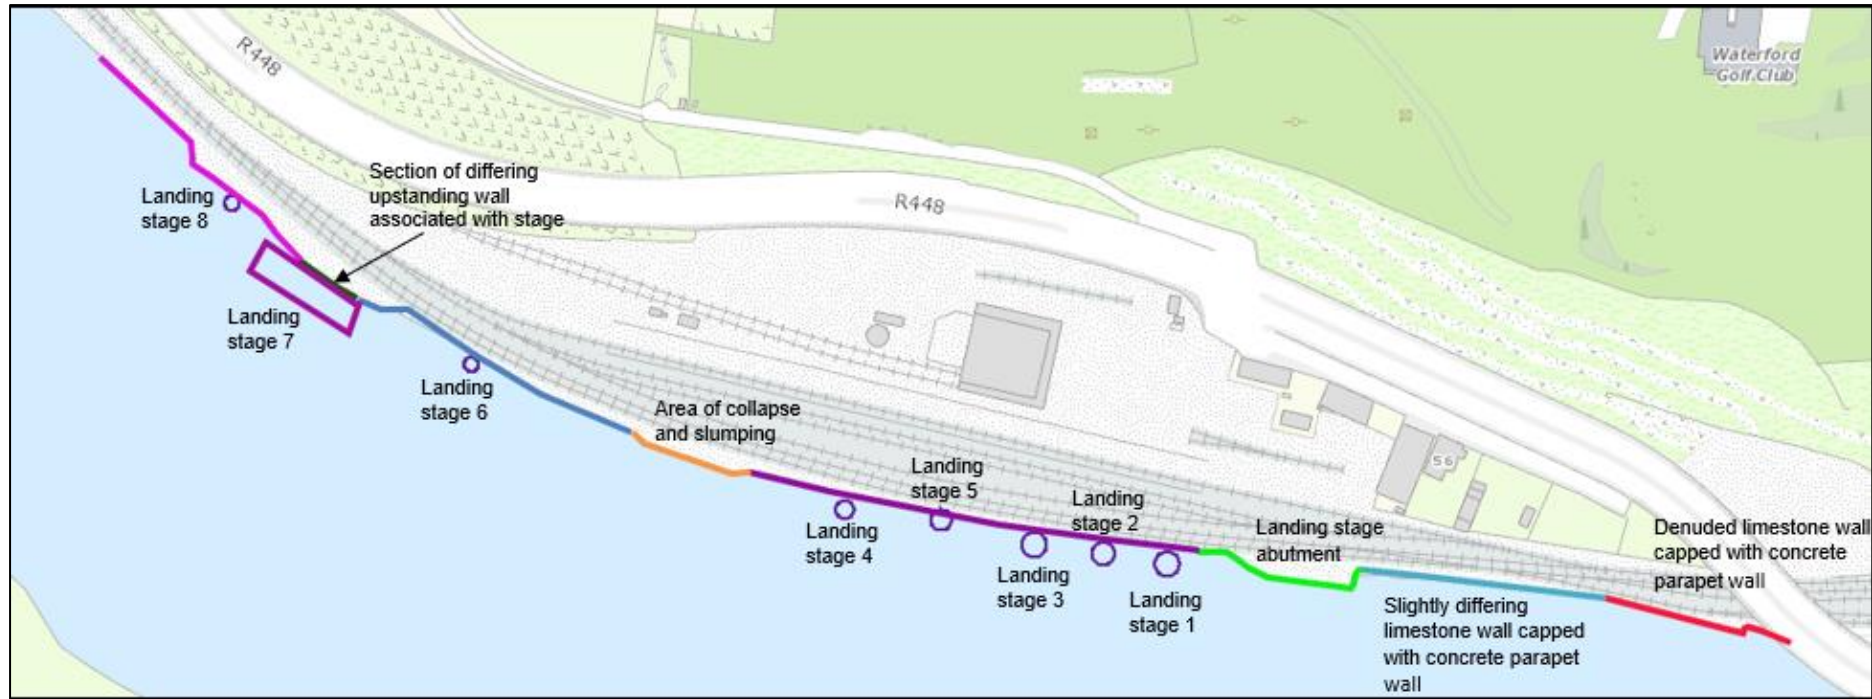 R448
Waterford
Golf Club
Section of differing
upstanding wall
associated with stage
Landing
stage 8
R448
Landing
stage 7
Landing
stage 6
Area of collapse
and slumping
Landing
stage 5
Landing
stage 4
Landing
stage 2
Landing
stage 3
Landing
stage 1
Landing stage
abutment
56
Denuded limestone wall
capped with concrete
parapet wall
Slightly differing
limestone wall capped
with concrete parapet
wall